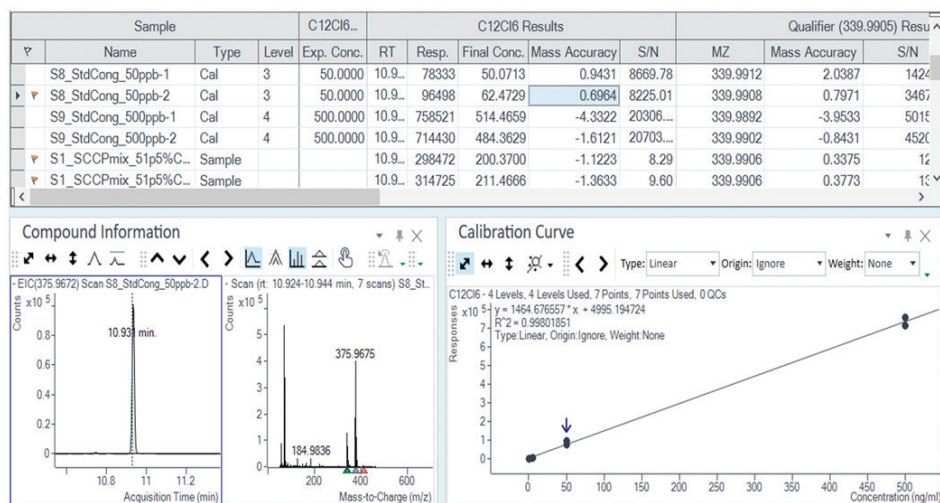 Sample C12Cl6... C12Cl6 Results Qualifier (339.9905) Resu
Name Type Level Exp. Conc. RT Resp. Final Conc. Mass Accuracy S/N MZ Mass Accuracy S/N
S8_StdCong_50ppb-1 Cal 3 50.0000 10.9... 78333 50.0713 0.9431 8669.78 339.9912 2.0387 1424
S8_StdCong_50ppb-2 Cal 3 50.0000 10.9... 96498 62.4729 0.6964 8225.01 339.9908 0.7971 3467
S9_StdCong_500ppb-1 Cal 4 500.0000 10.9... 758521 514.4659 -4.3322 20306.... 339.9892 -3.9533 5015
S9_StdCong_500ppb-2 Cal 4 500.0000 10.9... 714430 484.3629 -1.6121 20703.... 339.9902 -0.8431 4520
S1_SCCPmix_51p5%C... Sample 10.9... 298472 200.3700 -1.1223 8.29 339.9906 0.3375 12
S1_SCCPmix_51p5%C... Sample 10.9... 314725 211.4666 -1.3633 9.60 339.9906 0.3773 13
Compound Information
- EIC(375.9672) Scan S8_StdCong_50ppb-2.D
Counts
x10 5
1
0.8
0.6
0.4
0.2
0
10.931 min.
10.8 11 11.2
Acquisition Time (min)
- Scan (rt: 10.924-10.944 min, 7 scans) S8_St...
Counts
x10 5
6
5
4
3
2
1
0
375.9675
184.9836
200 400 600
Mass-to-Charge (m/z)
Calibration Curve
Type: Linear Origin: Ignore Weight: None
C12Cl6 - 4 Levels, 4 Levels Used, 7 Points, 7 Points Used, 0 QCs
Responses
x10 5
y = 1464.676557 * x + 4995.194724
R^2 = 0.99801851
Type:Linear, Origin:Ignore, Weight:None
8
7
6
5
4
3
2
1
0
0 50 100 150 200 250 300 350 400 450 500
Concentration (ng/ml)